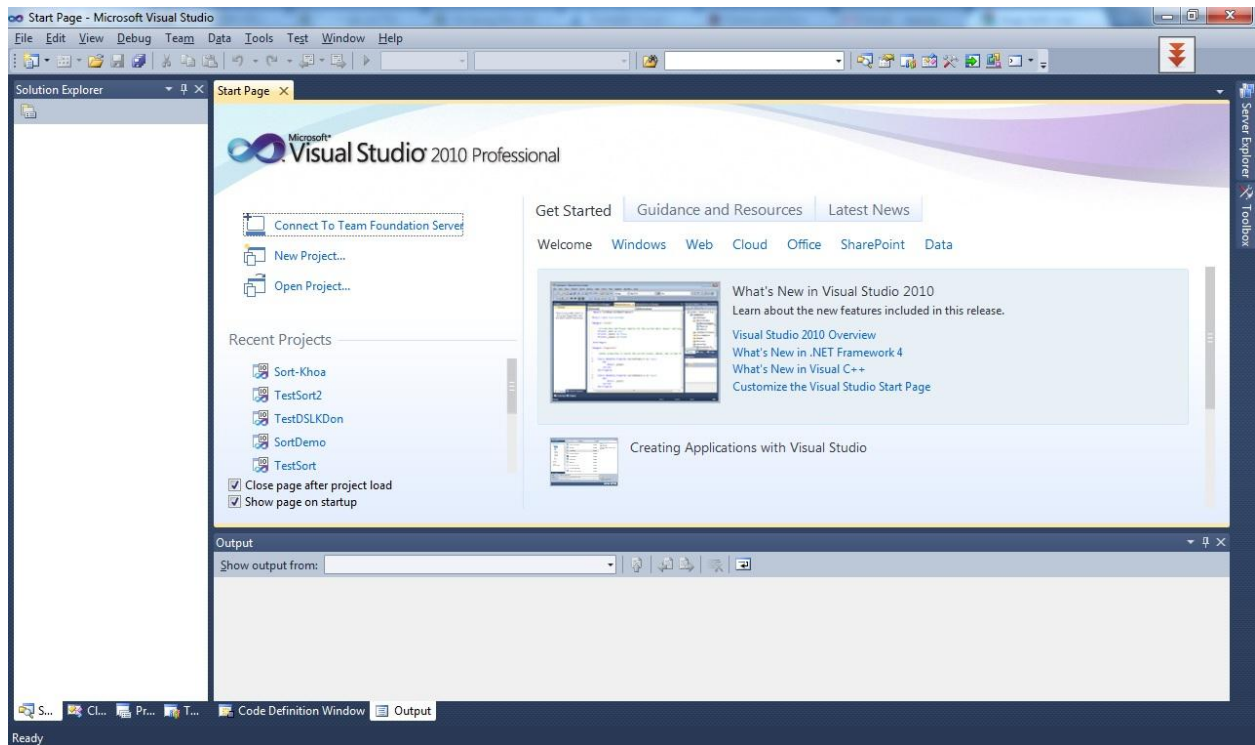 Start Page - Microsoft Visual Studio
File Edit View Debug Team Data Tools Test Window Help
Solution Explorer
Start Page
Microsoft
Visual Studio 2010 Professional
Connect To Team Foundation Server
New Project...
Open Project...
Recent Projects
Sort-Khoa
TestSort2
TestDSLKDon
SortDemo
TestSort
Close page after project load
Show page on startup
Get Started Guidance and Resources Latest News
Welcome Windows Web Cloud Office SharePoint Data
What's New in Visual Studio 2010
Learn about the new features included in this release.
Visual Studio 2010 Overview
What's New in .NET Framework 4
What's New in Visual C++
Customize the Visual Studio Start Page
Creating Applications with Visual Studio
Server Explorer
Toolbox
Output
Show output from:
S... Cl... Pr... T... Code Definition Window Output
Ready